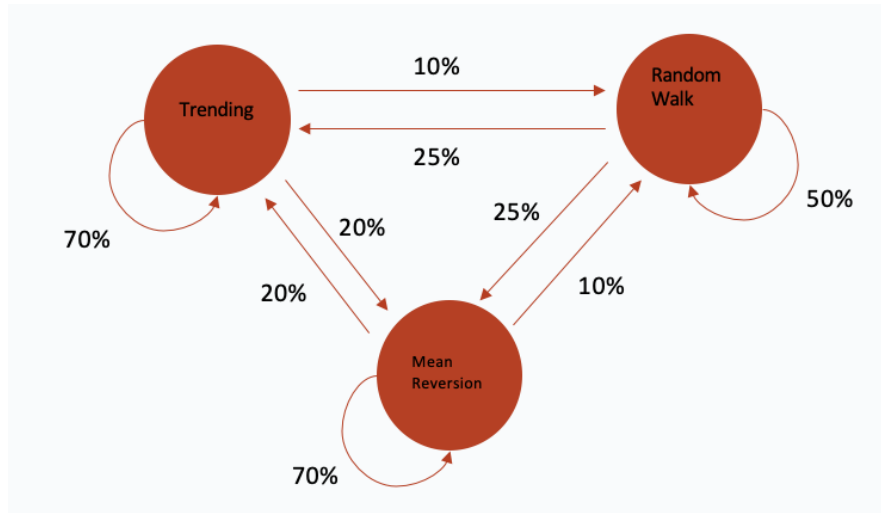 10%
Random
Walk
Trending
25%
50%
25%
20%
70%
20%
10%
Mean
Reversion
70%